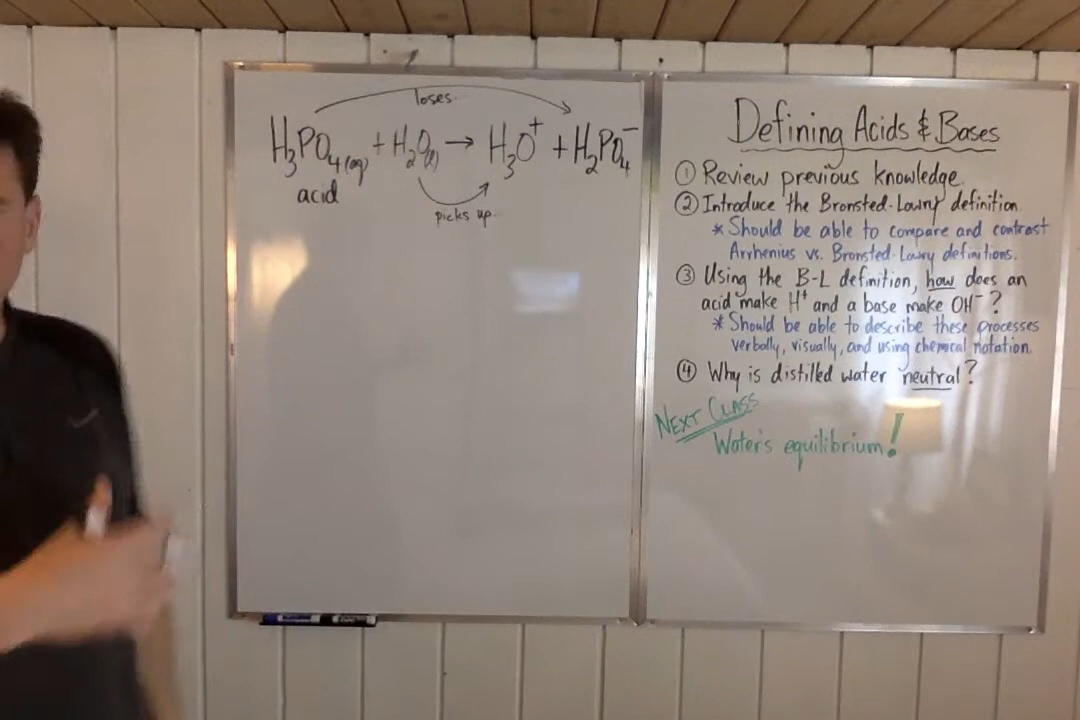 loses
H₃PO₄(aq) + H₂O(l) → H₃O⁺ + H₂PO₄⁻
acid
picks up
Defining Acids & Bases
① Review previous knowledge.
② Introduce the Bronsted-Lowry definition.
* Should be able to compare and contrast
Arrhenius vs. Bronsted-Lowry definitions.
③ Using the B-L definition, how does an
acid make H⁺ and a base make OH⁻?
* Should be able to describe these processes
verbally, visually, and using chemical notation.
④ Why is distilled water neutral?
NEXT CLASS
Water's equilibrium!